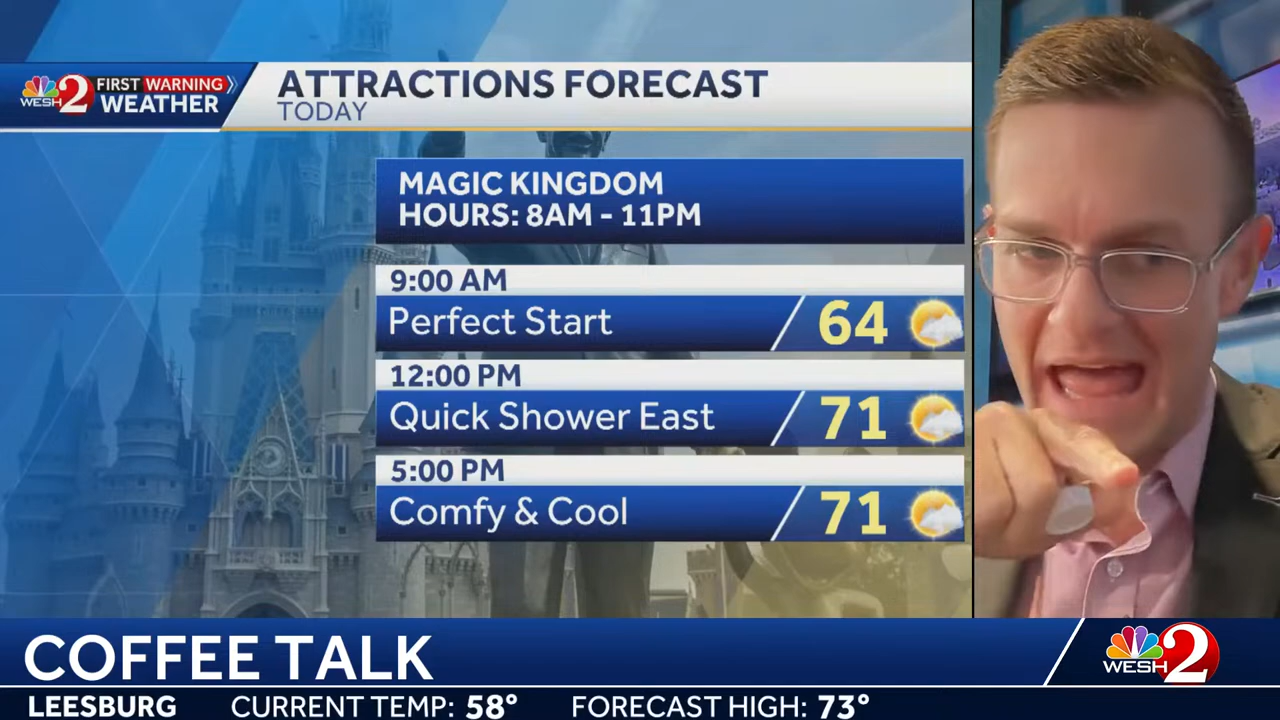 WESH 2 FIRST WARNING
WEATHER
ATTRACTIONS FORECAST
TODAY
MAGIC KINGDOM
HOURS: 8AM - 11PM
9:00 AM
Perfect Start 64
12:00 PM
Quick Shower East 71
5:00 PM
Comfy & Cool 71
COFFEE TALK
WESH 2
LEESBURG CURRENT TEMP: 58° FORECAST HIGH: 73°